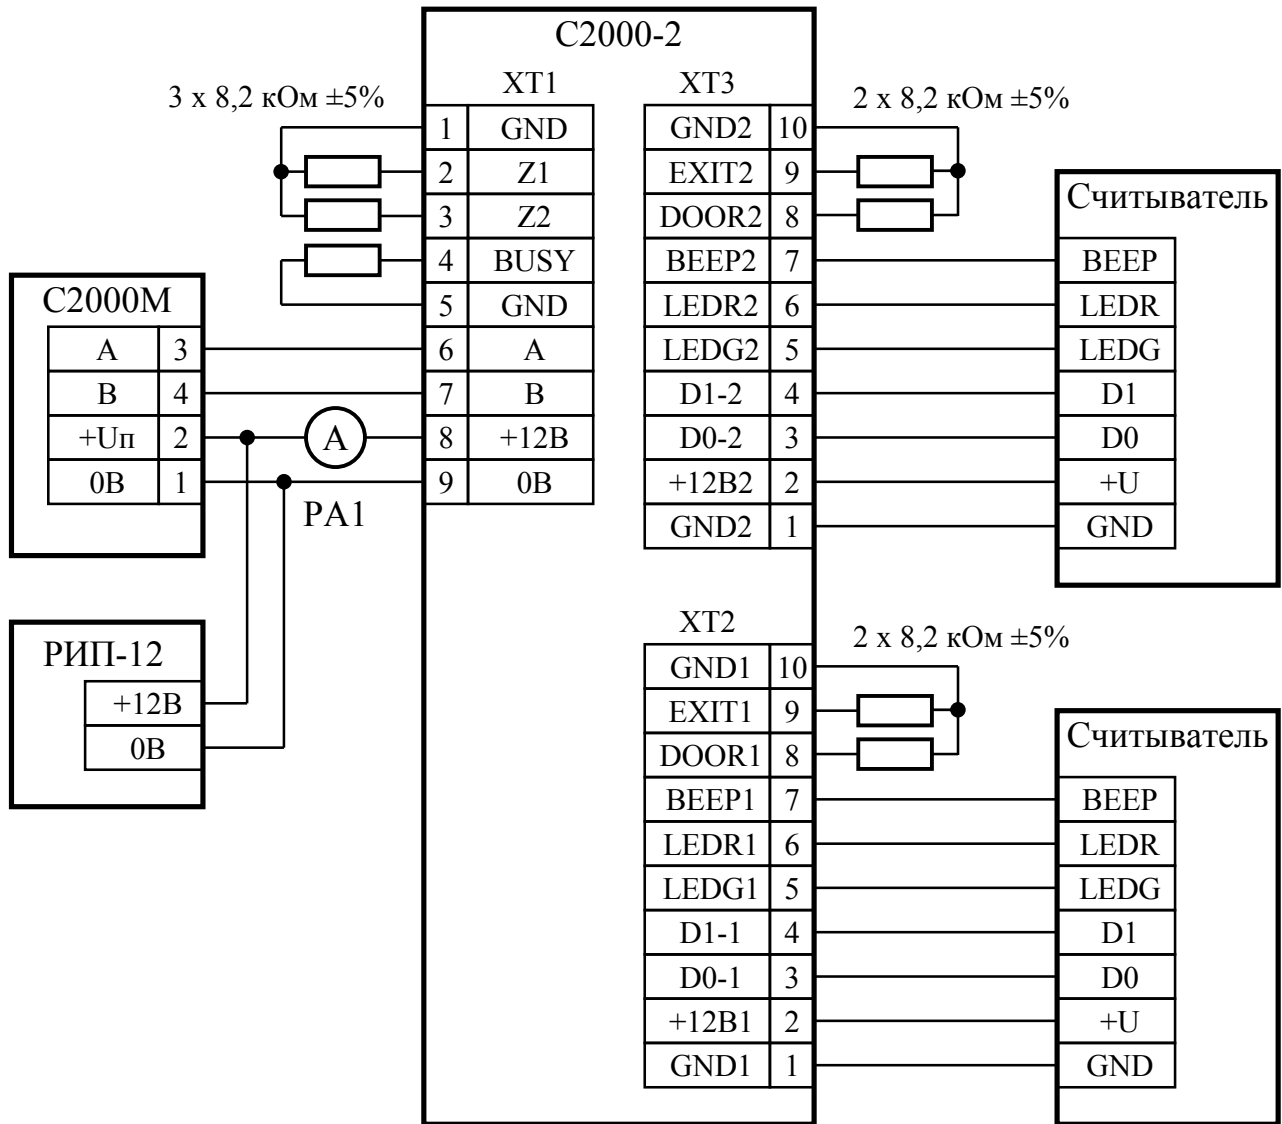 С2000-2
XT1
XT3
3 x 8,2 кОм ±5%
2 x 8,2 кОм ±5%
1 GND
2 Z1
3 Z2
4 BUSY
5 GND
6 A
7 B
8 +12В
9 0В
GND2 10
EXIT2 9
DOOR2 8
BEEP2 7
LEDR2 6
LEDG2 5
D1-2 4
D0-2 3
+12В2 2
GND2 1
Считыватель
BEEP
LEDR
LEDG
D1
D0
+U
GND
С2000М
A 3
B 4
+Uп 2
0В 1
A
PA1
РИП-12
+12В
0В
XT2
2 x 8,2 кОм ±5%
GND1 10
EXIT1 9
DOOR1 8
BEEP1 7
LEDR1 6
LEDG1 5
D1-1 4
D0-1 3
+12В1 2
GND1 1
Считыватель
BEEP
LEDR
LEDG
D1
D0
+U
GND